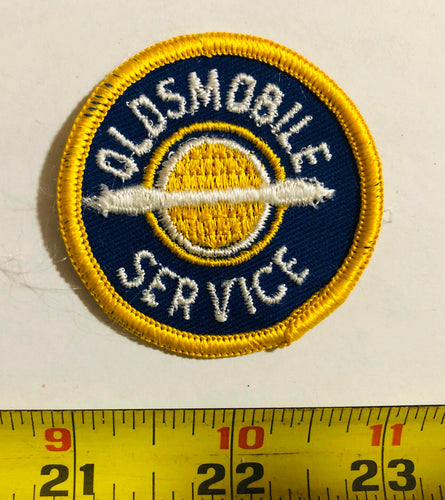 OLDSMOBILE
SERVICE
9 10 11
21 22 23